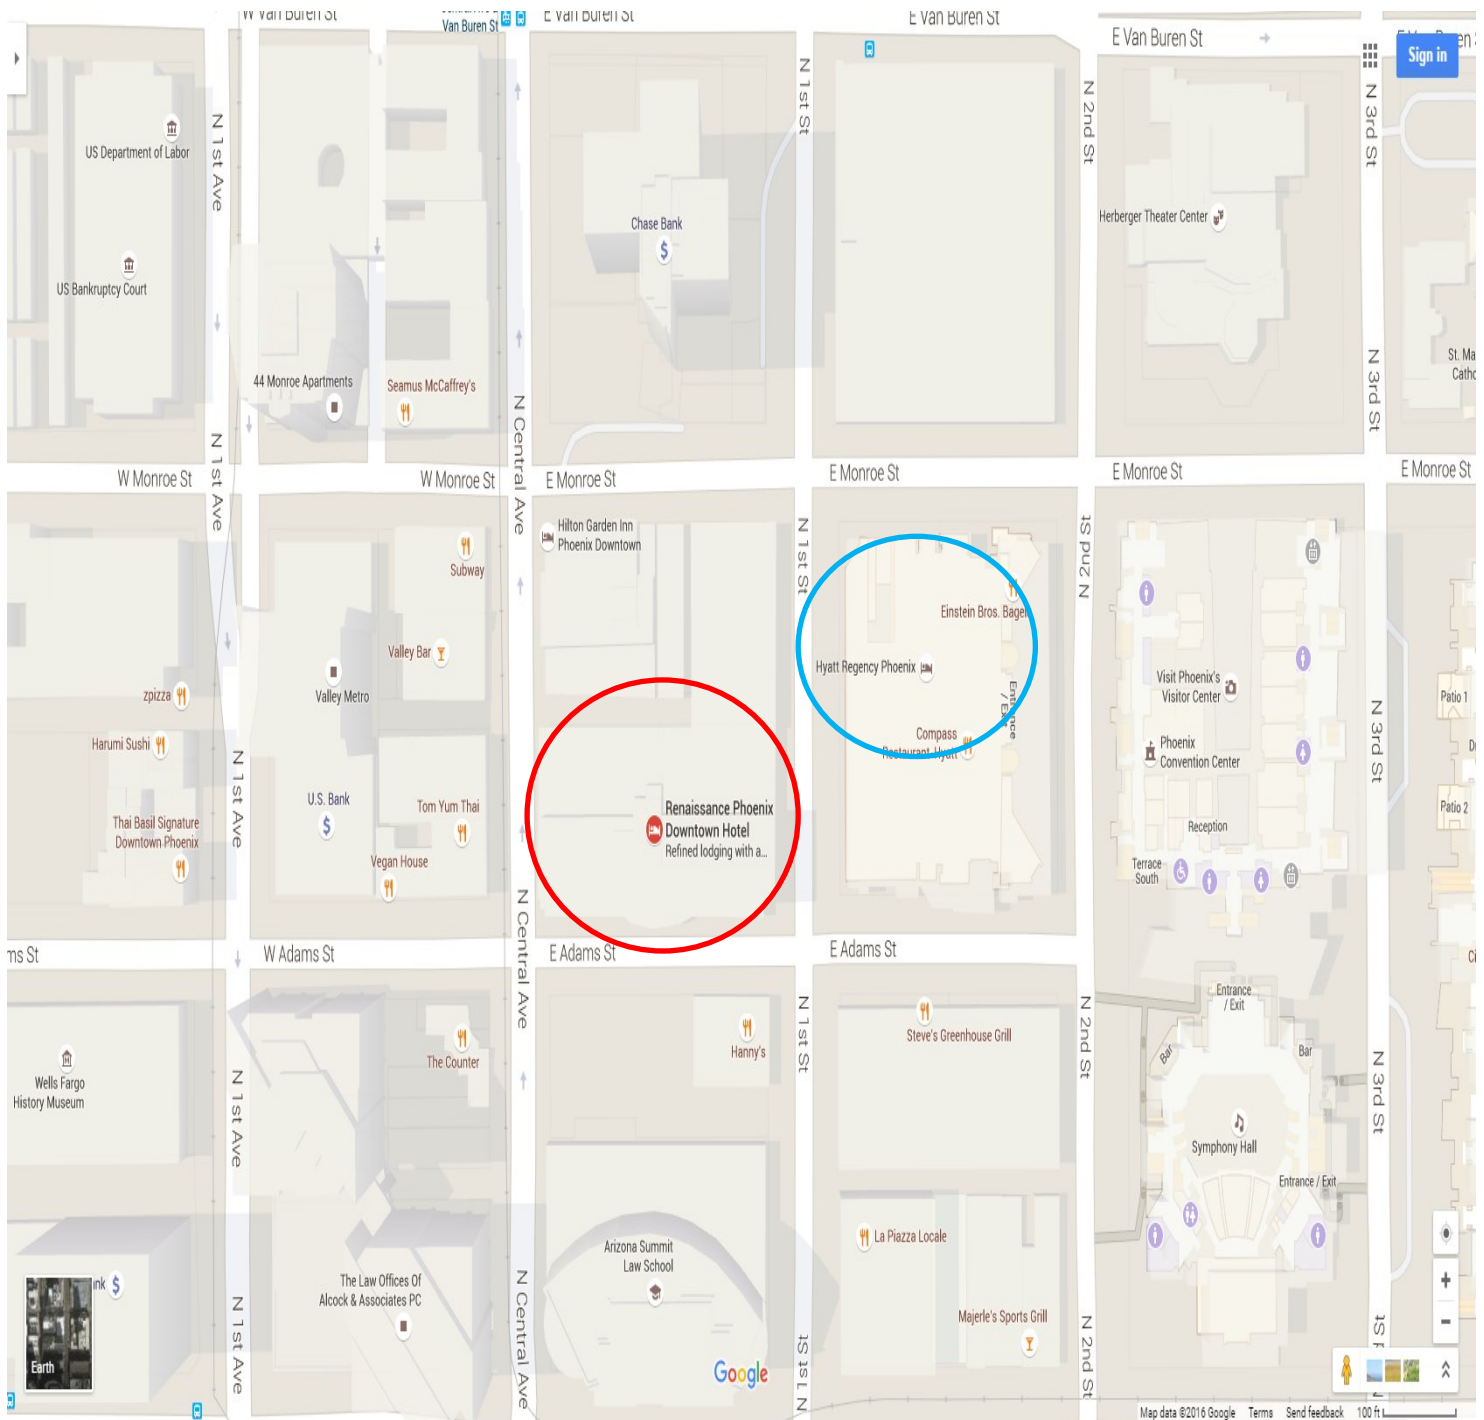 W Van Buren St
Van Buren St
E Van Buren St
E Van Buren St
E Van Buren St
Sign in
N 1st Ave
N 1st St
N 2nd St
N 3rd St
US Department of Labor
US Bankruptcy Court
Chase Bank
Herberger Theater Center
44 Monroe Apartments
Seamus McCaffrey's
N Central Ave
N 3rd St
St. Ma
Catho
N 1st Ave
W Monroe St
W Monroe St
E Monroe St
E Monroe St
E Monroe St
E Monroe St
Hilton Garden Inn
Phoenix Downtown
N 1st St
N 2nd St
Subway
Einstein Bros. Bagel
Valley Bar
Valley Metro
zpizza
Hyatt Regency Phoenix
Entrance
/ Exit
Visit Phoenix's
Visitor Center
Patio 1
Harumi Sushi
Compass
Restaurant-Hyatt
Phoenix
Convention Center
N 3rd St
N 1st Ave
U.S. Bank
Tom Yum Thai
Renaissance Phoenix
Downtown Hotel
Refined lodging with a...
Patio 2
Thai Basil Signature
Downtown Phoenix
Reception
Vegan House
Terrace
South
N Central Ave
ms St
W Adams St
E Adams St
E Adams St
Entrance
/ Exit
N 1st St
N 2nd St
Hanny's
Steve's Greenhouse Grill
The Counter
Bar
Bar
Wells Fargo
History Museum
N 1st Ave
N 3rd St
Symphony Hall
Entrance / Exit
La Piazza Locale
Arizona Summit
Law School
The Law Offices Of
Alcock & Associates PC
nk
N 1st Ave
N Central Ave
Majerle's Sports Grill
N 1st St
N 2nd St
Earth
Google
Map data ©2016 Google Terms Send feedback 100 ft